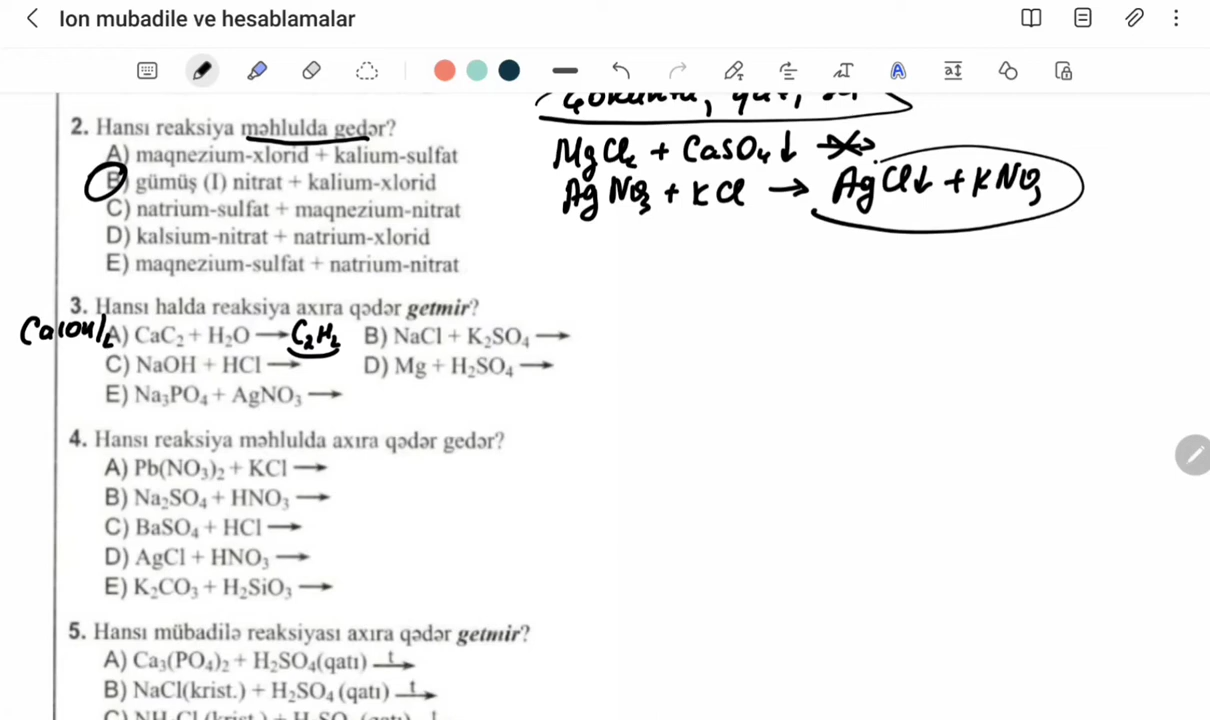 Ion mubadile ve hesablamalar
2. Hansı reaksiya məhlulda gedər?
A) maqnezium-xlorid + kalium-sulfat
B) gümüş (I) nitrat + kalium-xlorid
C) natrium-sulfat + maqnezium-nitrat
D) kalsium-nitrat + natrium-xlorid
E) maqnezium-sulfat + natrium-nitrat
MgCl₂ + CaSO₄↓
AgNO₃ + KCl → AgCl↓ + KNO₃
3. Hansı halda reaksiya axıra qədər getmir?
Ca(OH)₂ A) CaC₂ + H₂O → C₂H₂ B) NaCl + K₂SO₄ →
C) NaOH + HCl → D) Mg + H₂SO₄ →
E) Na₃PO₄ + AgNO₃ →
4. Hansı reaksiya məhlulda axıra qədər gedər?
A) Pb(NO₃)₂ + KCl →
B) Na₂SO₄ + HNO₃ →
C) BaSO₄ + HCl →
D) AgCl + HNO₃ →
E) K₂CO₃ + H₂SiO₃ →
5. Hansı mübadilə reaksiyası axıra qədər getmir?
A) Ca₃(PO₄)₂ + H₂SO₄(qatı) t→
B) NaCl(krist.) + H₂SO₄ (qatı) t→